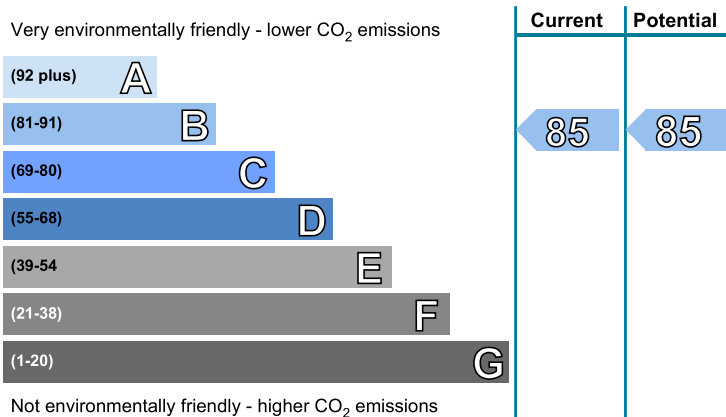 Very environmentally friendly - lower CO2 emissions
Current
Potential
(92 plus) A
(81-91) B
85
85
(69-80) C
(55-68) D
(39-54 E
(21-38) F
(1-20) G
Not environmentally friendly - higher CO2 emissions